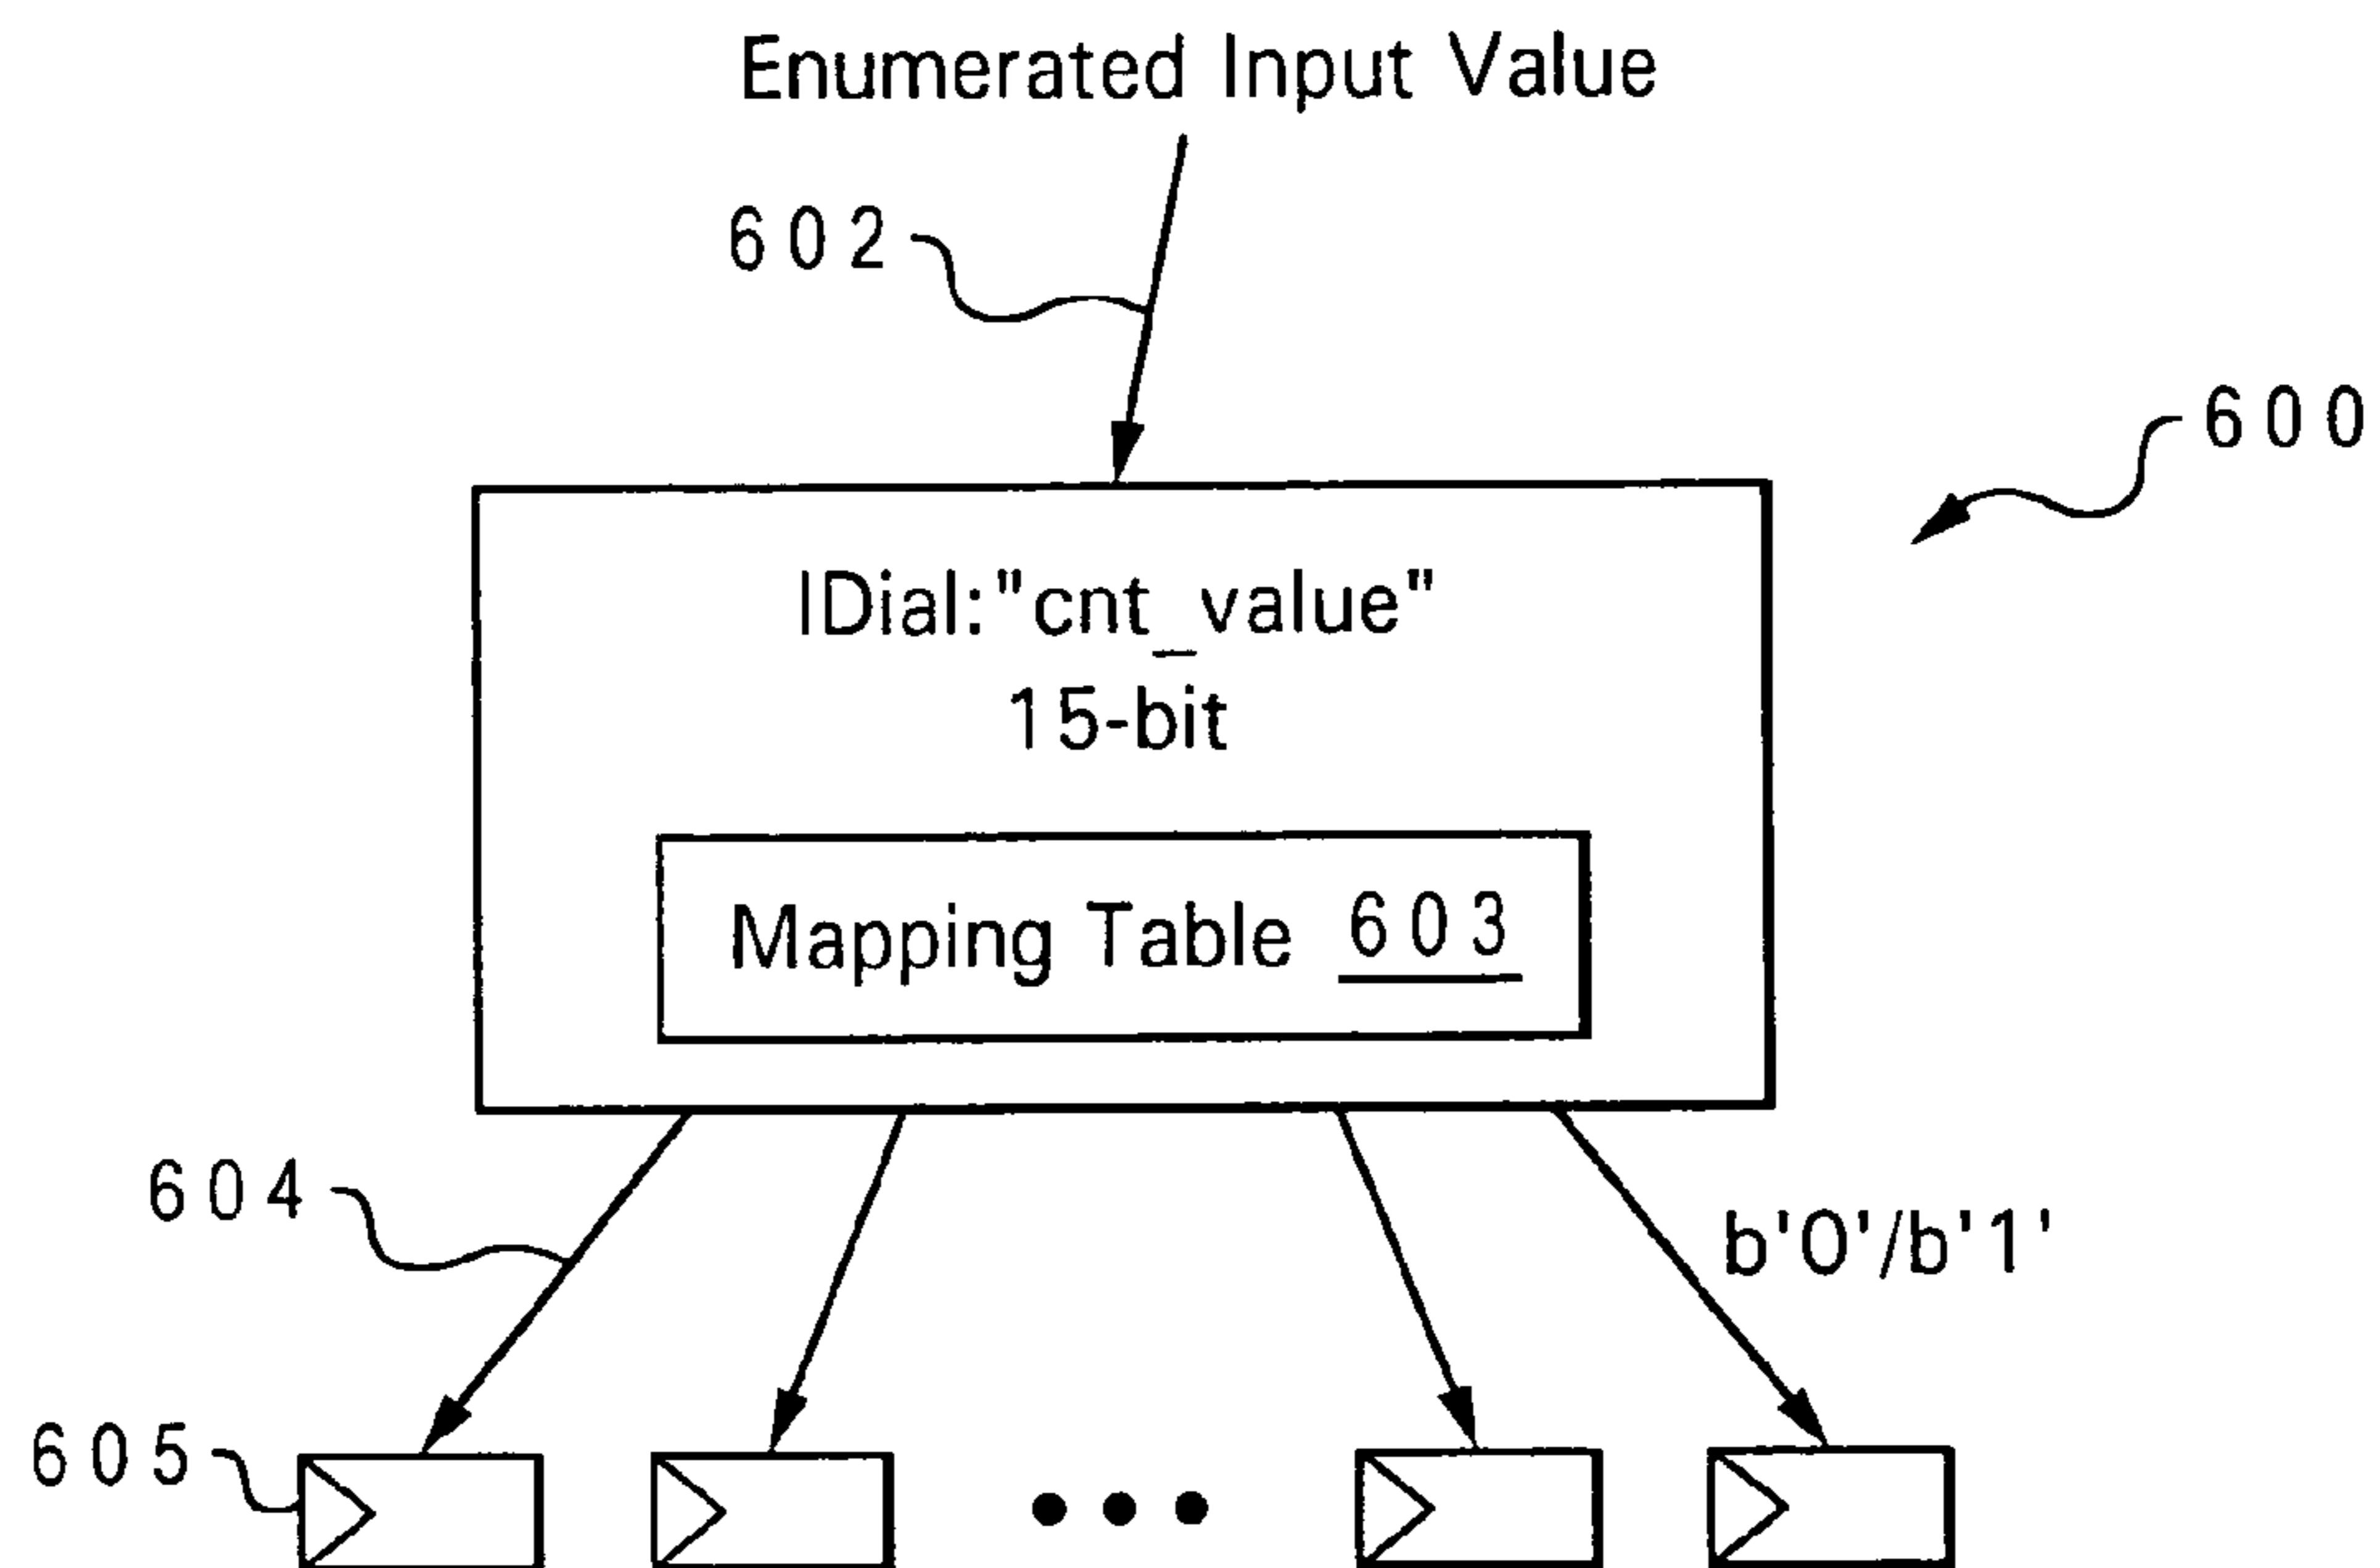 Enumerated Input Value
602
600
IDial:"cnt_value"
15-bit
Mapping Table 603
604
b'0'/b'1'
605